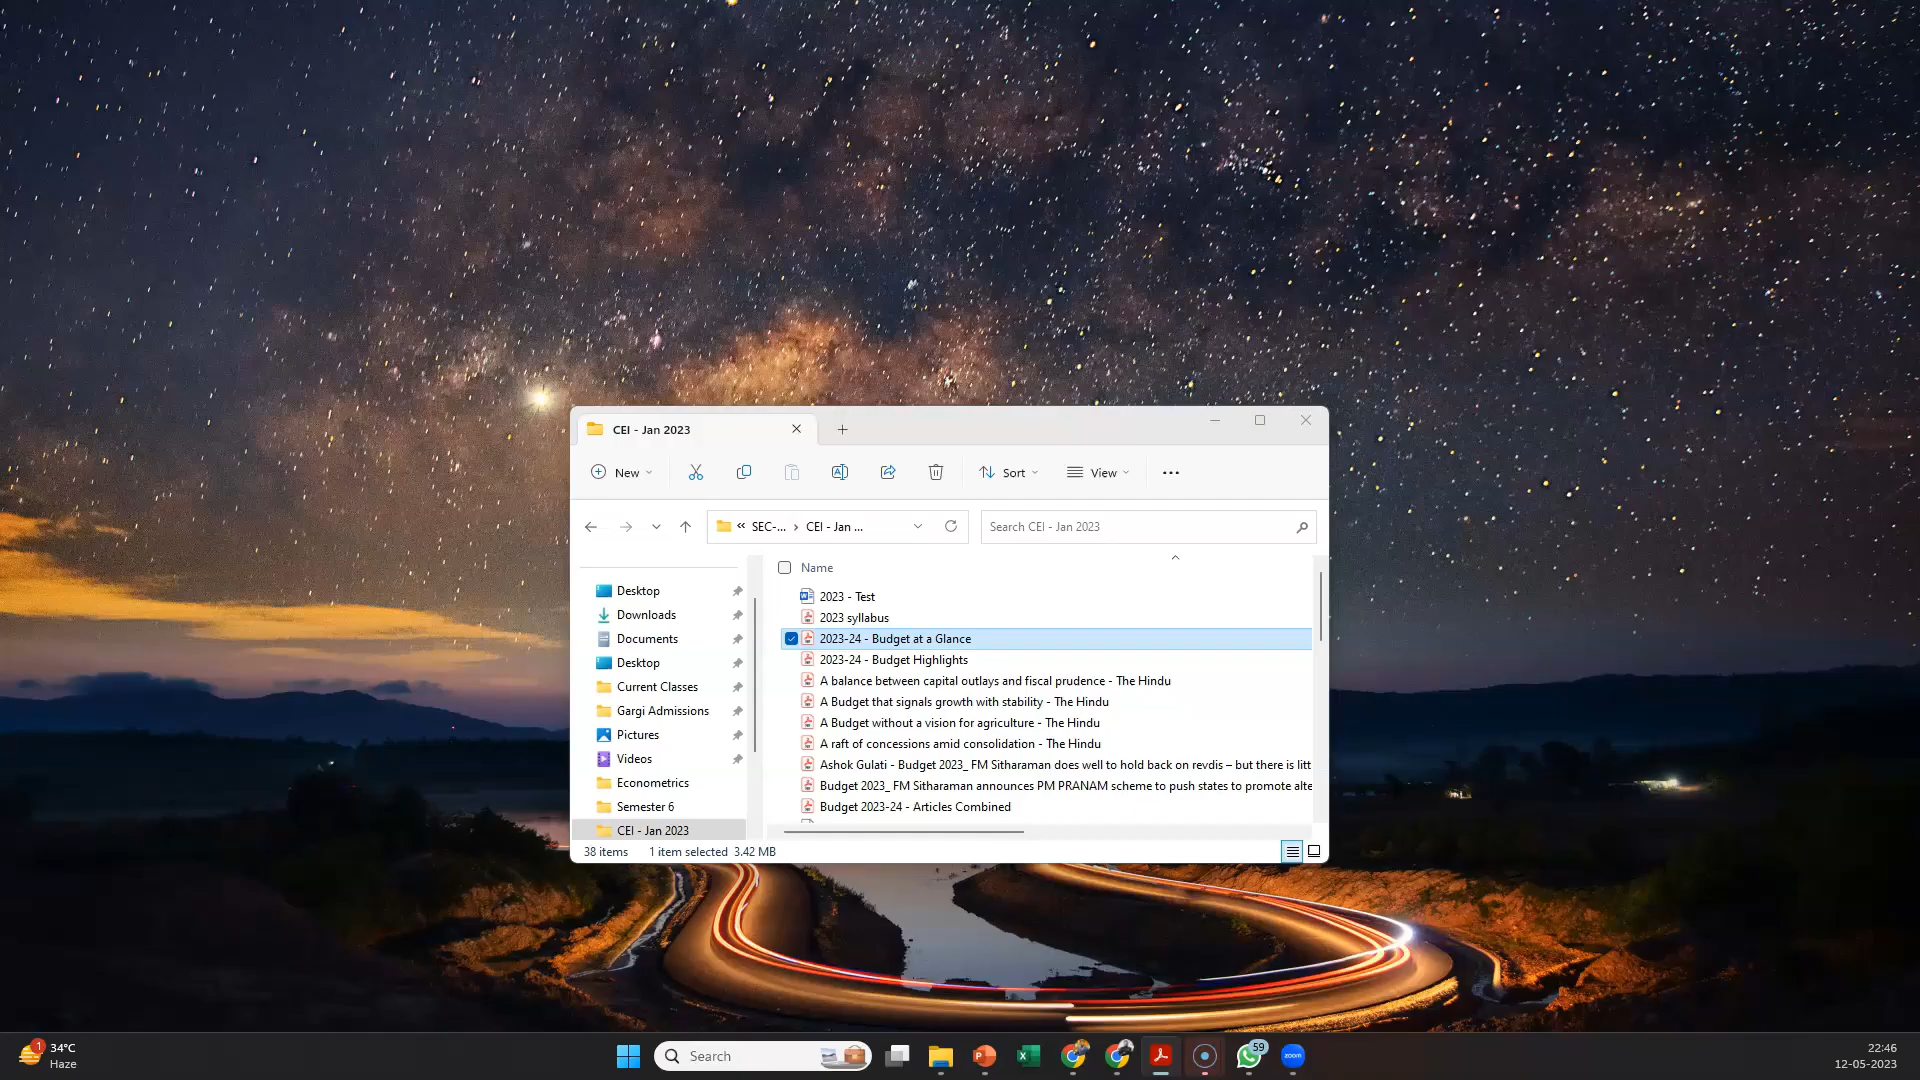 CEI - Jan 2023
New
Sort
View
SEC-... › CEI - Jan ...
Search CEI - Jan 2023
Desktop
Downloads
Documents
Desktop
Current Classes
Gargi Admissions
Pictures
Videos
Econometrics
Semester 6
CEI - Jan 2023
Name
2023 - Test
2023 syllabus
2023-24 - Budget at a Glance
2023-24 - Budget Highlights
A balance between capital outlays and fiscal prudence - The Hindu
A Budget that signals growth with stability - The Hindu
A Budget without a vision for agriculture - The Hindu
A raft of concessions amid consolidation - The Hindu
Ashok Gulati - Budget 2023_ FM Sitharaman does well to hold back on revdis – but there is litt
Budget 2023_ FM Sitharaman announces PM PRANAM scheme to push states to promote alte
Budget 2023-24 - Articles Combined
38 items 1 item selected 3.42 MB
1
34°C
Haze
Search
59
zoom
22:46
12-05-2023